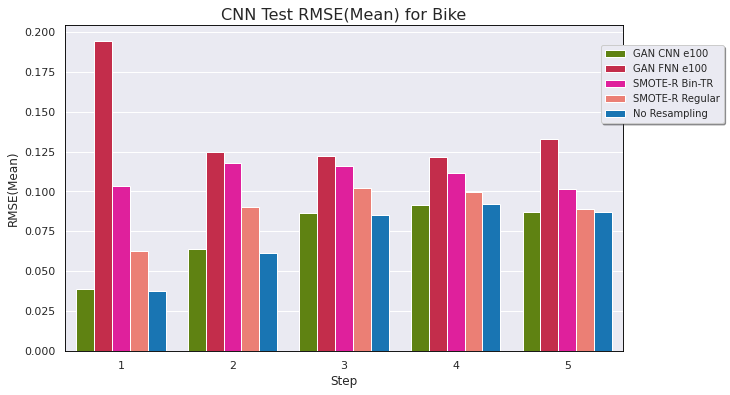 CNN Test RMSE(Mean) for Bike
0.200
0.175
0.150
0.125
0.100
0.075
0.050
0.025
0.000
RMSE(Mean)
GAN CNN e100
GAN FNN e100
SMOTE-R Bin-TR
SMOTE-R Regular
No Resampling
1 2 3 4 5
Step